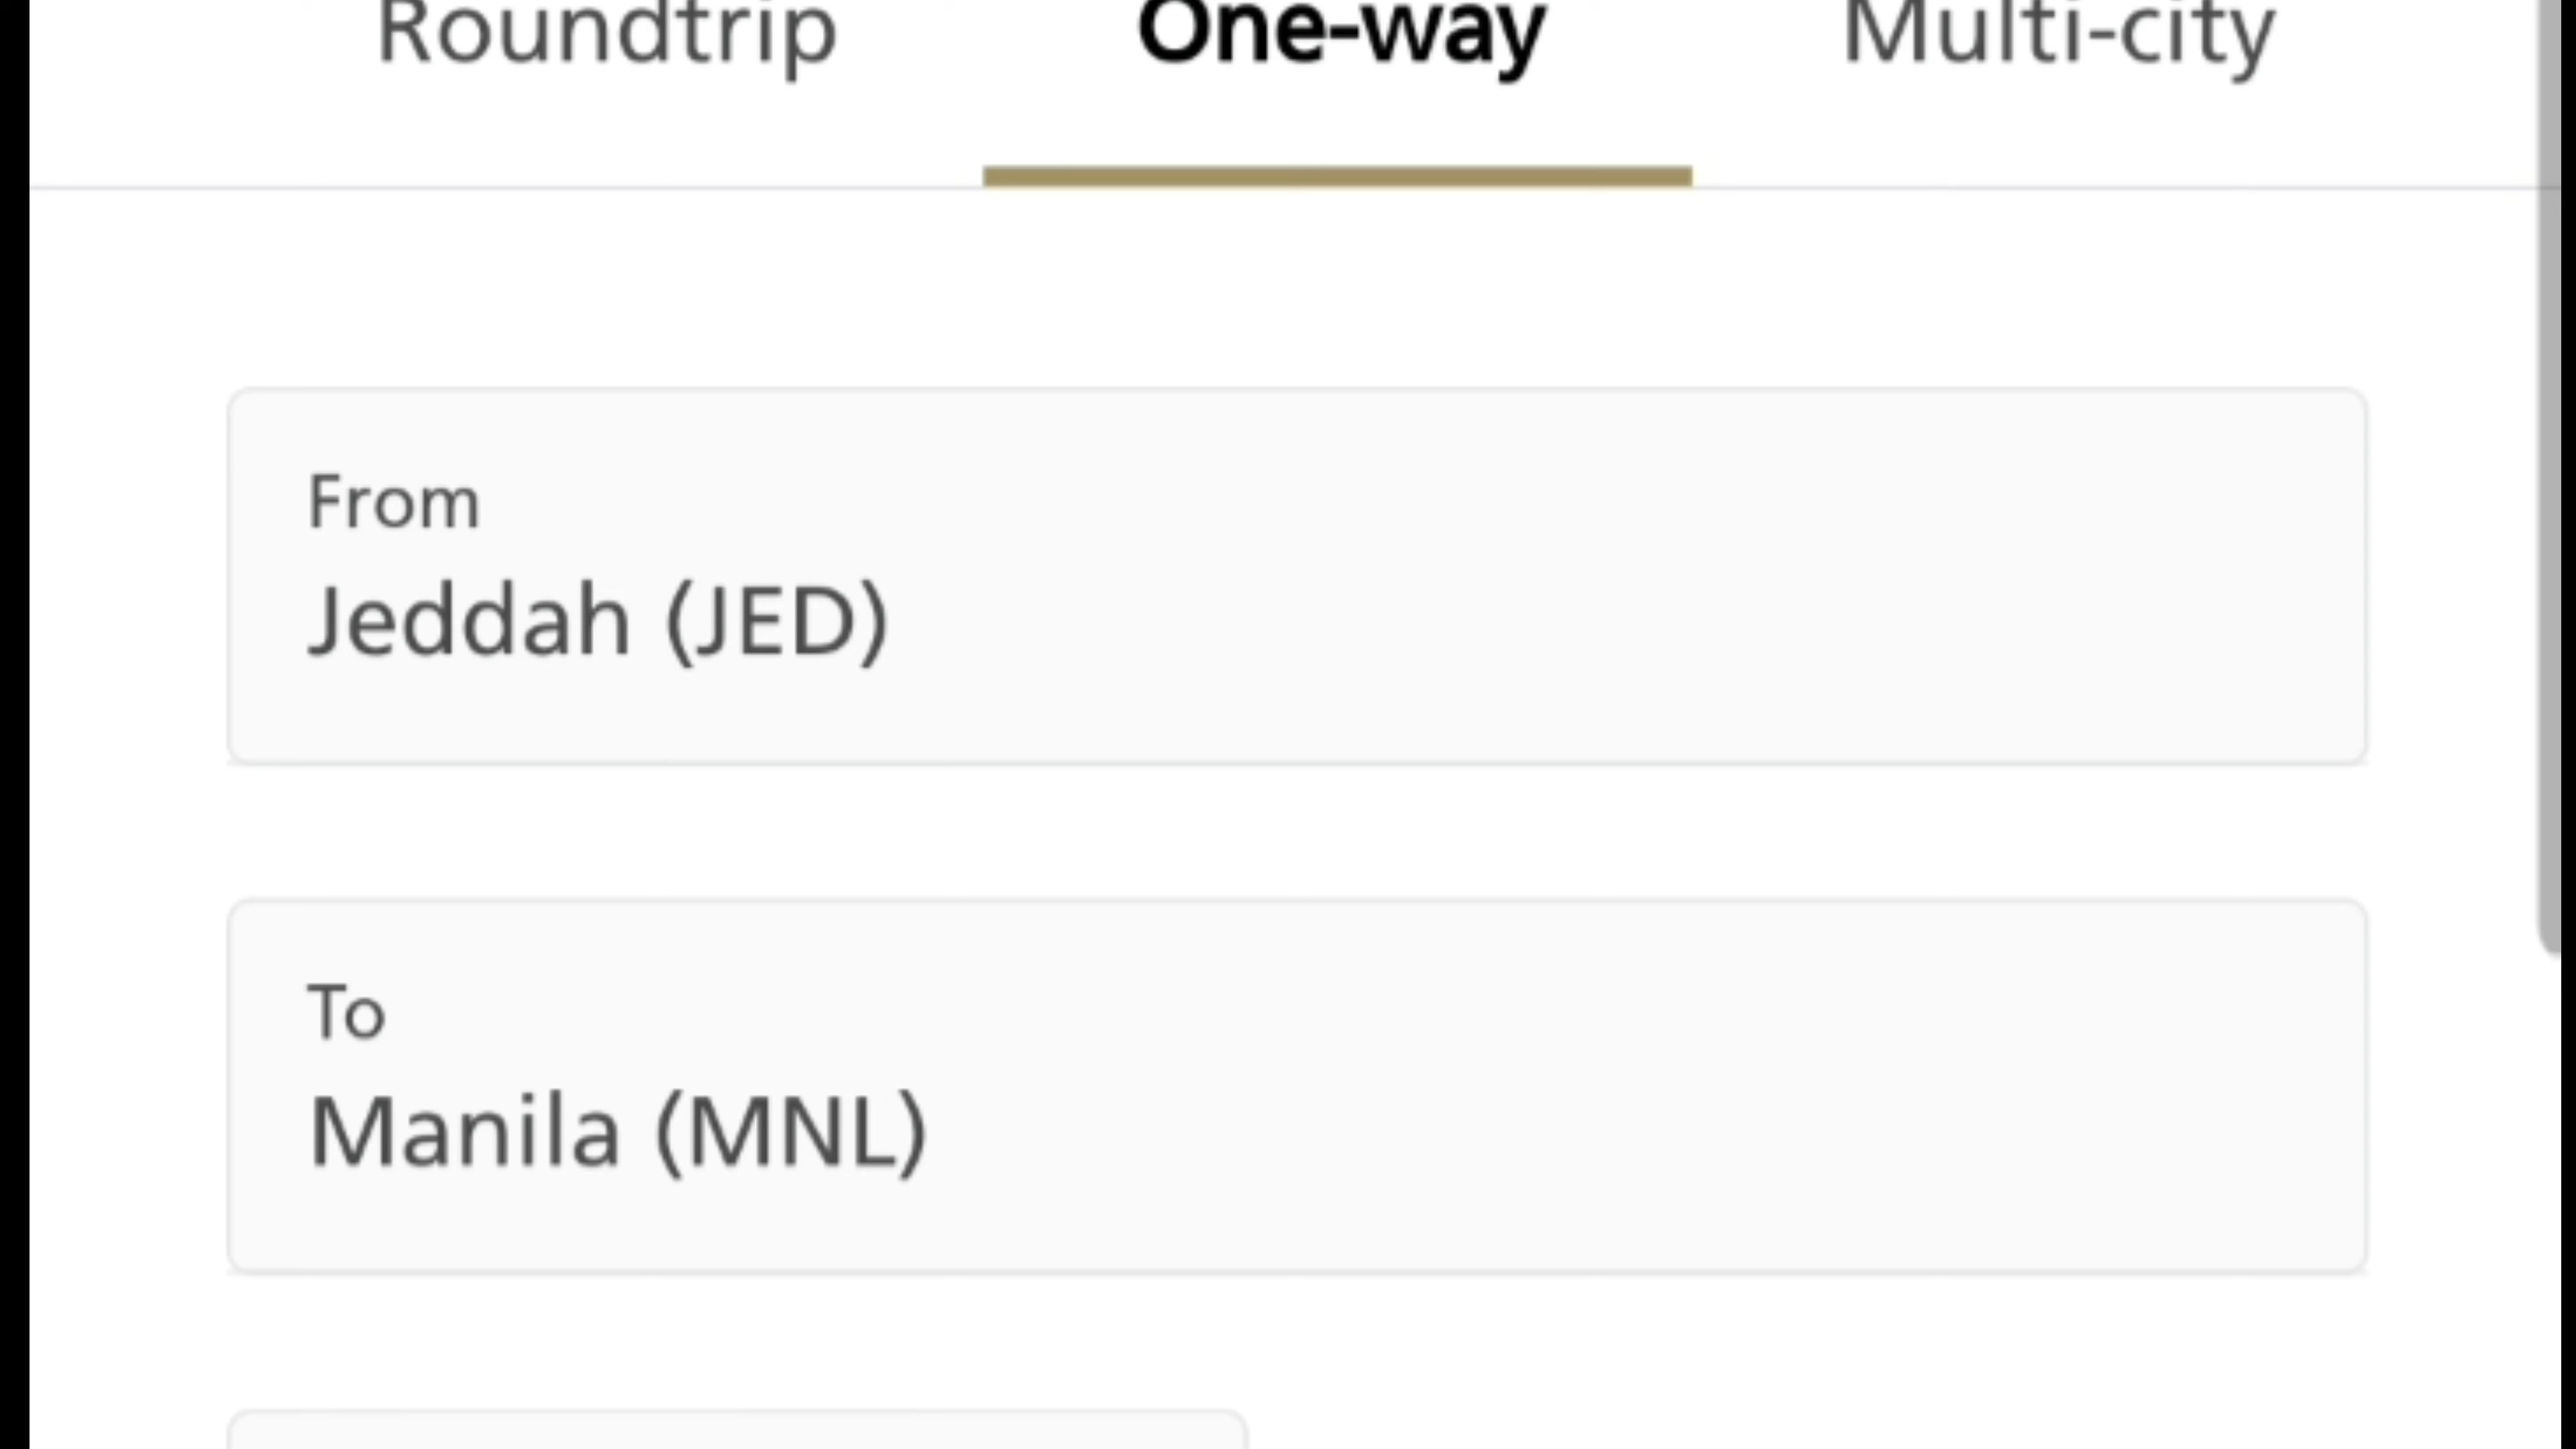 Roundtrip One-way Multi-city
From
Jeddah (JED)
To
Manila (MNL)